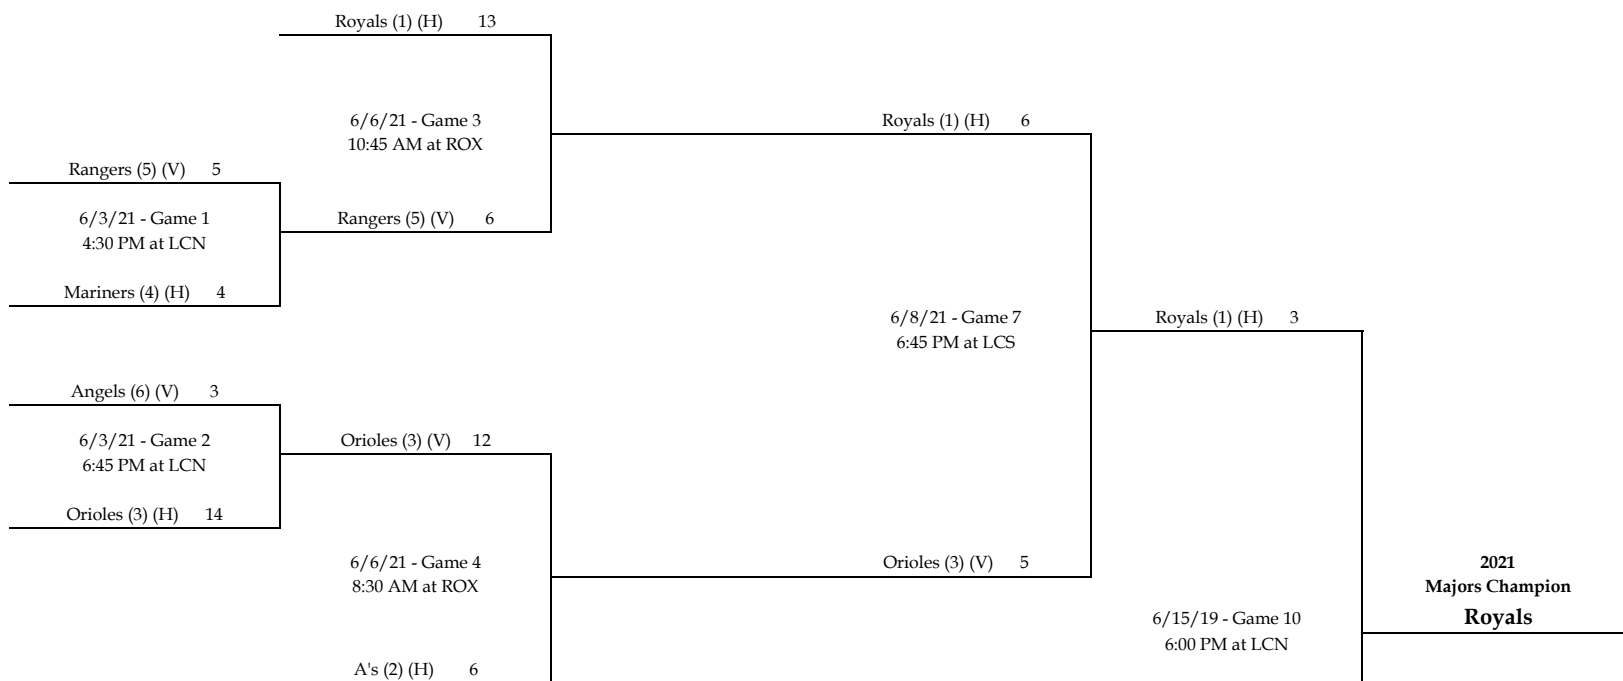 Royals (1) (H) 13
6/6/21 - Game 3
10:45 AM at ROX
Royals (1) (H) 6
Rangers (5) (V) 5
6/3/21 - Game 1
4:30 PM at LCN
Rangers (5) (V) 6
Mariners (4) (H) 4
6/8/21 - Game 7
6:45 PM at LCS
Royals (1) (H) 3
Angels (6) (V) 3
6/3/21 - Game 2
6:45 PM at LCN
Orioles (3) (V) 12
Orioles (3) (H) 14
6/6/21 - Game 4
8:30 AM at ROX
Orioles (3) (V) 5
2021
Majors Champion
Royals
6/15/19 - Game 10
6:00 PM at LCN
A's (2) (H) 6